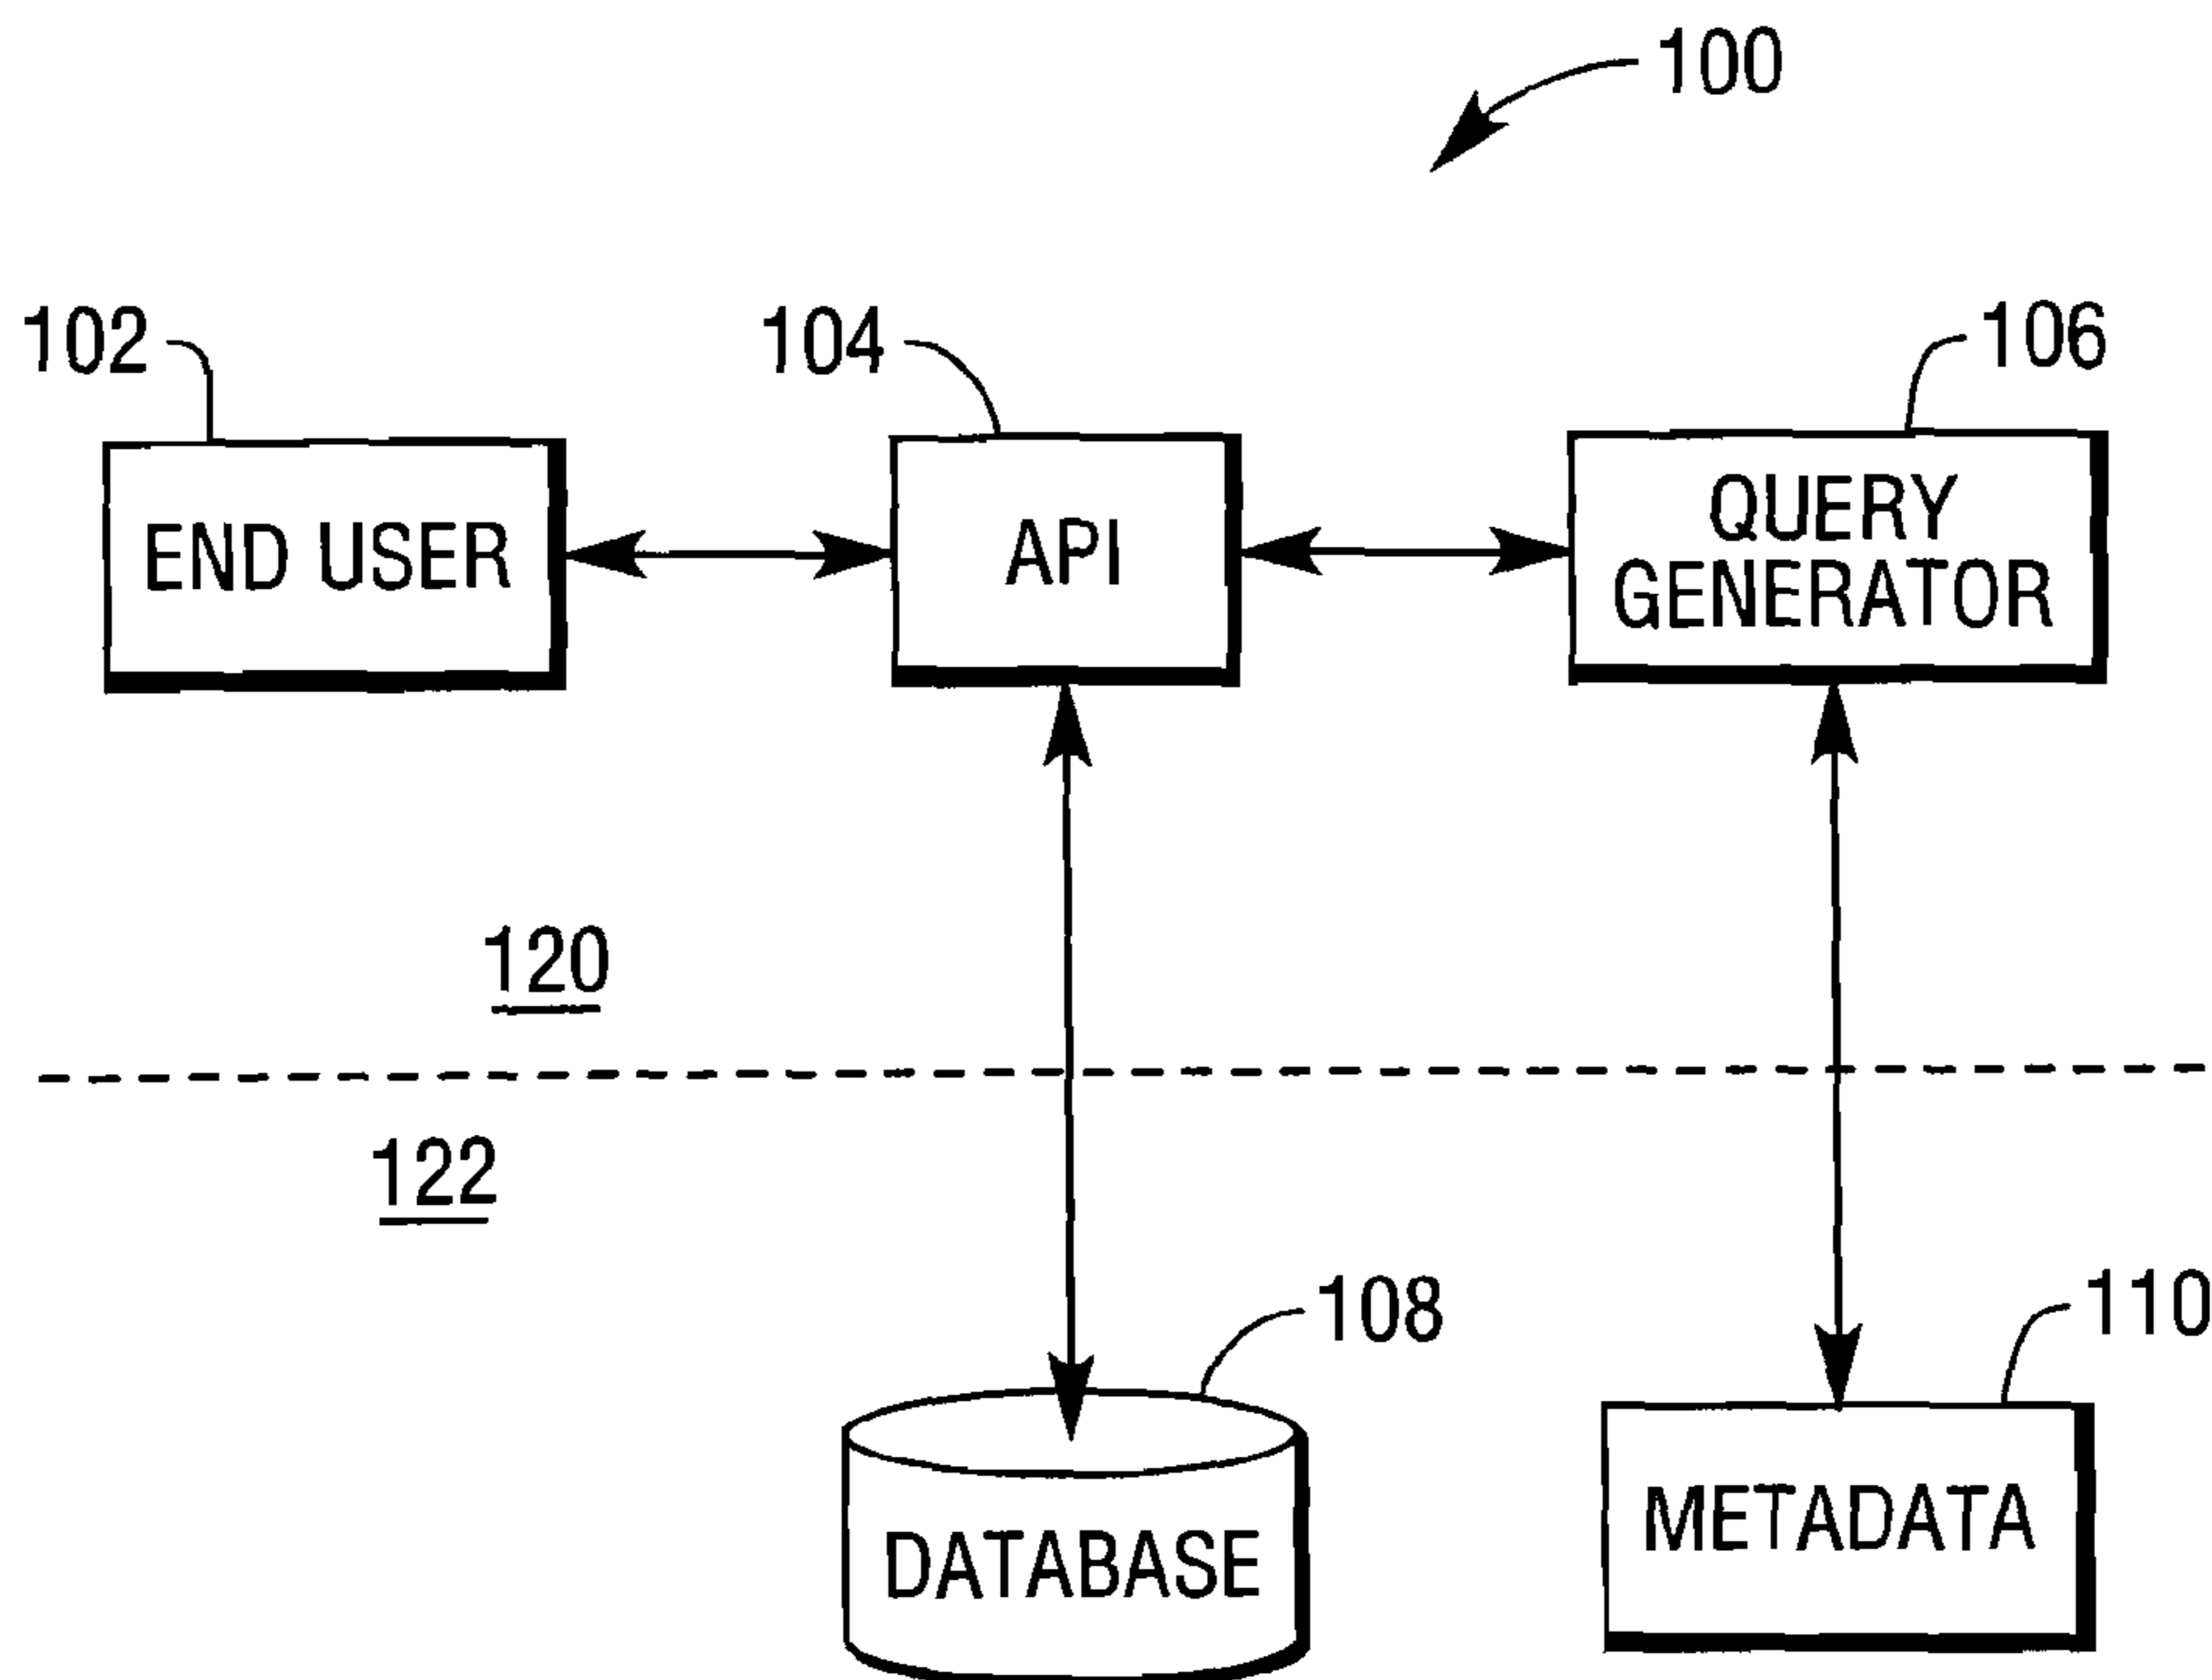 100
102
104
106
END USER
API
QUERY
GENERATOR
120
122
108
110
DATABASE
METADATA